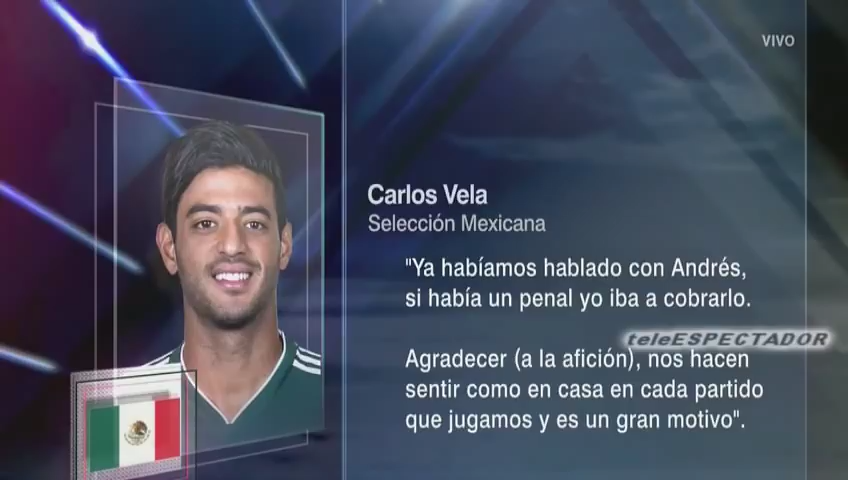 VIVO
Carlos Vela
Selección Mexicana
"Ya habíamos hablado con Andrés,
si había un penal yo iba a cobrarlo.
teleESPECTADOR
Agradecer (a la afición), nos hacen
sentir como en casa en cada partido
que jugamos y es un gran motivo".